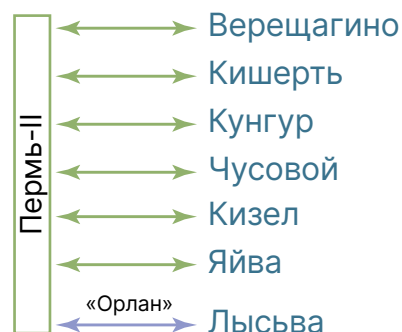 Пермь-II
Верещагино
Кишерть
Кунгур
Чусовой
Кизел
Яйва
«Орлан»
Лысьва